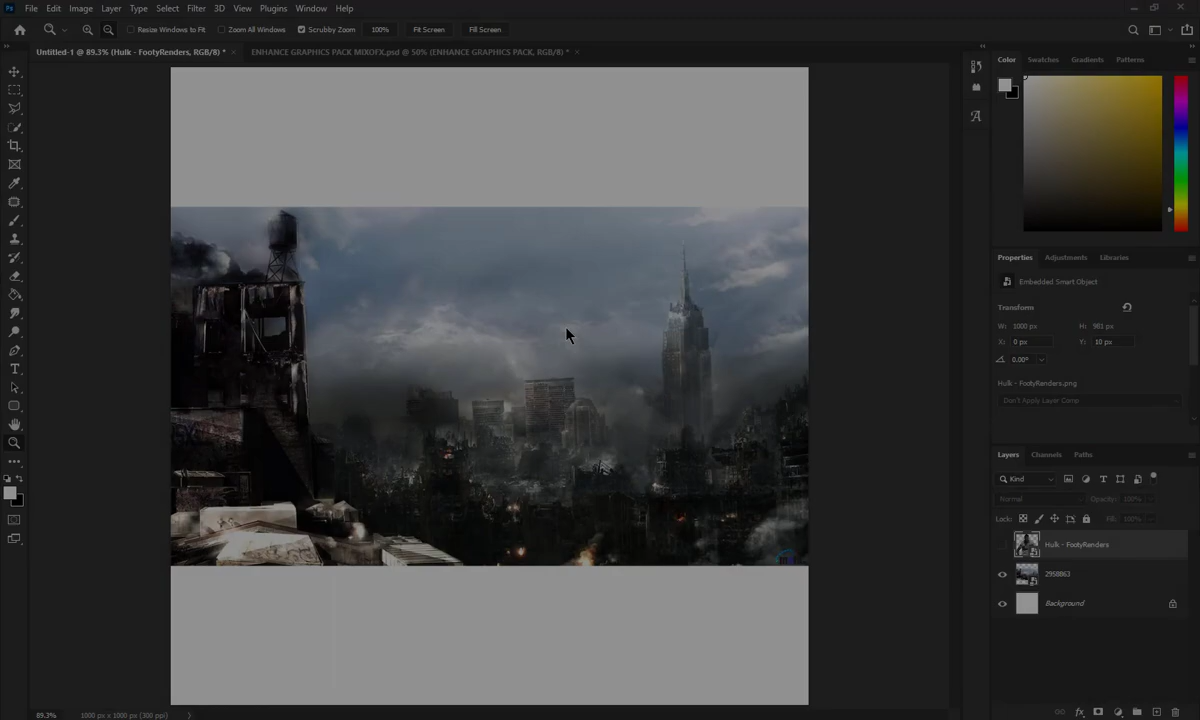 Ps File Edit Image Layer Type Select Filter 3D View Plugins Window Help
Resize Windows to Fit Zoom All Windows Scrubby Zoom 100% Fit Screen Fill Screen
Untitled-1 @ 89.3% (Hulk - FootyRenders, RGB/8) * × ENHANCE GRAPHICS PACK MIXOFX.psd @ 50% (ENHANCE GRAPHICS PACK, RGB/8) * ×
Color Swatches Gradients Patterns
Properties Adjustments Libraries
Embedded Smart Object
Transform
W: 1000 px H: 981 px
X: 0 px Y: 10 px
0.00°
Hulk - FootyRenders.png
Don't Apply Layer Comp
Layers Channels Paths
Kind
Normal Opacity: 100%
Lock: Fill: 100%
Hulk - FootyRenders
2958863
Background
89.3% 1000 px x 1000 px (300 ppi)